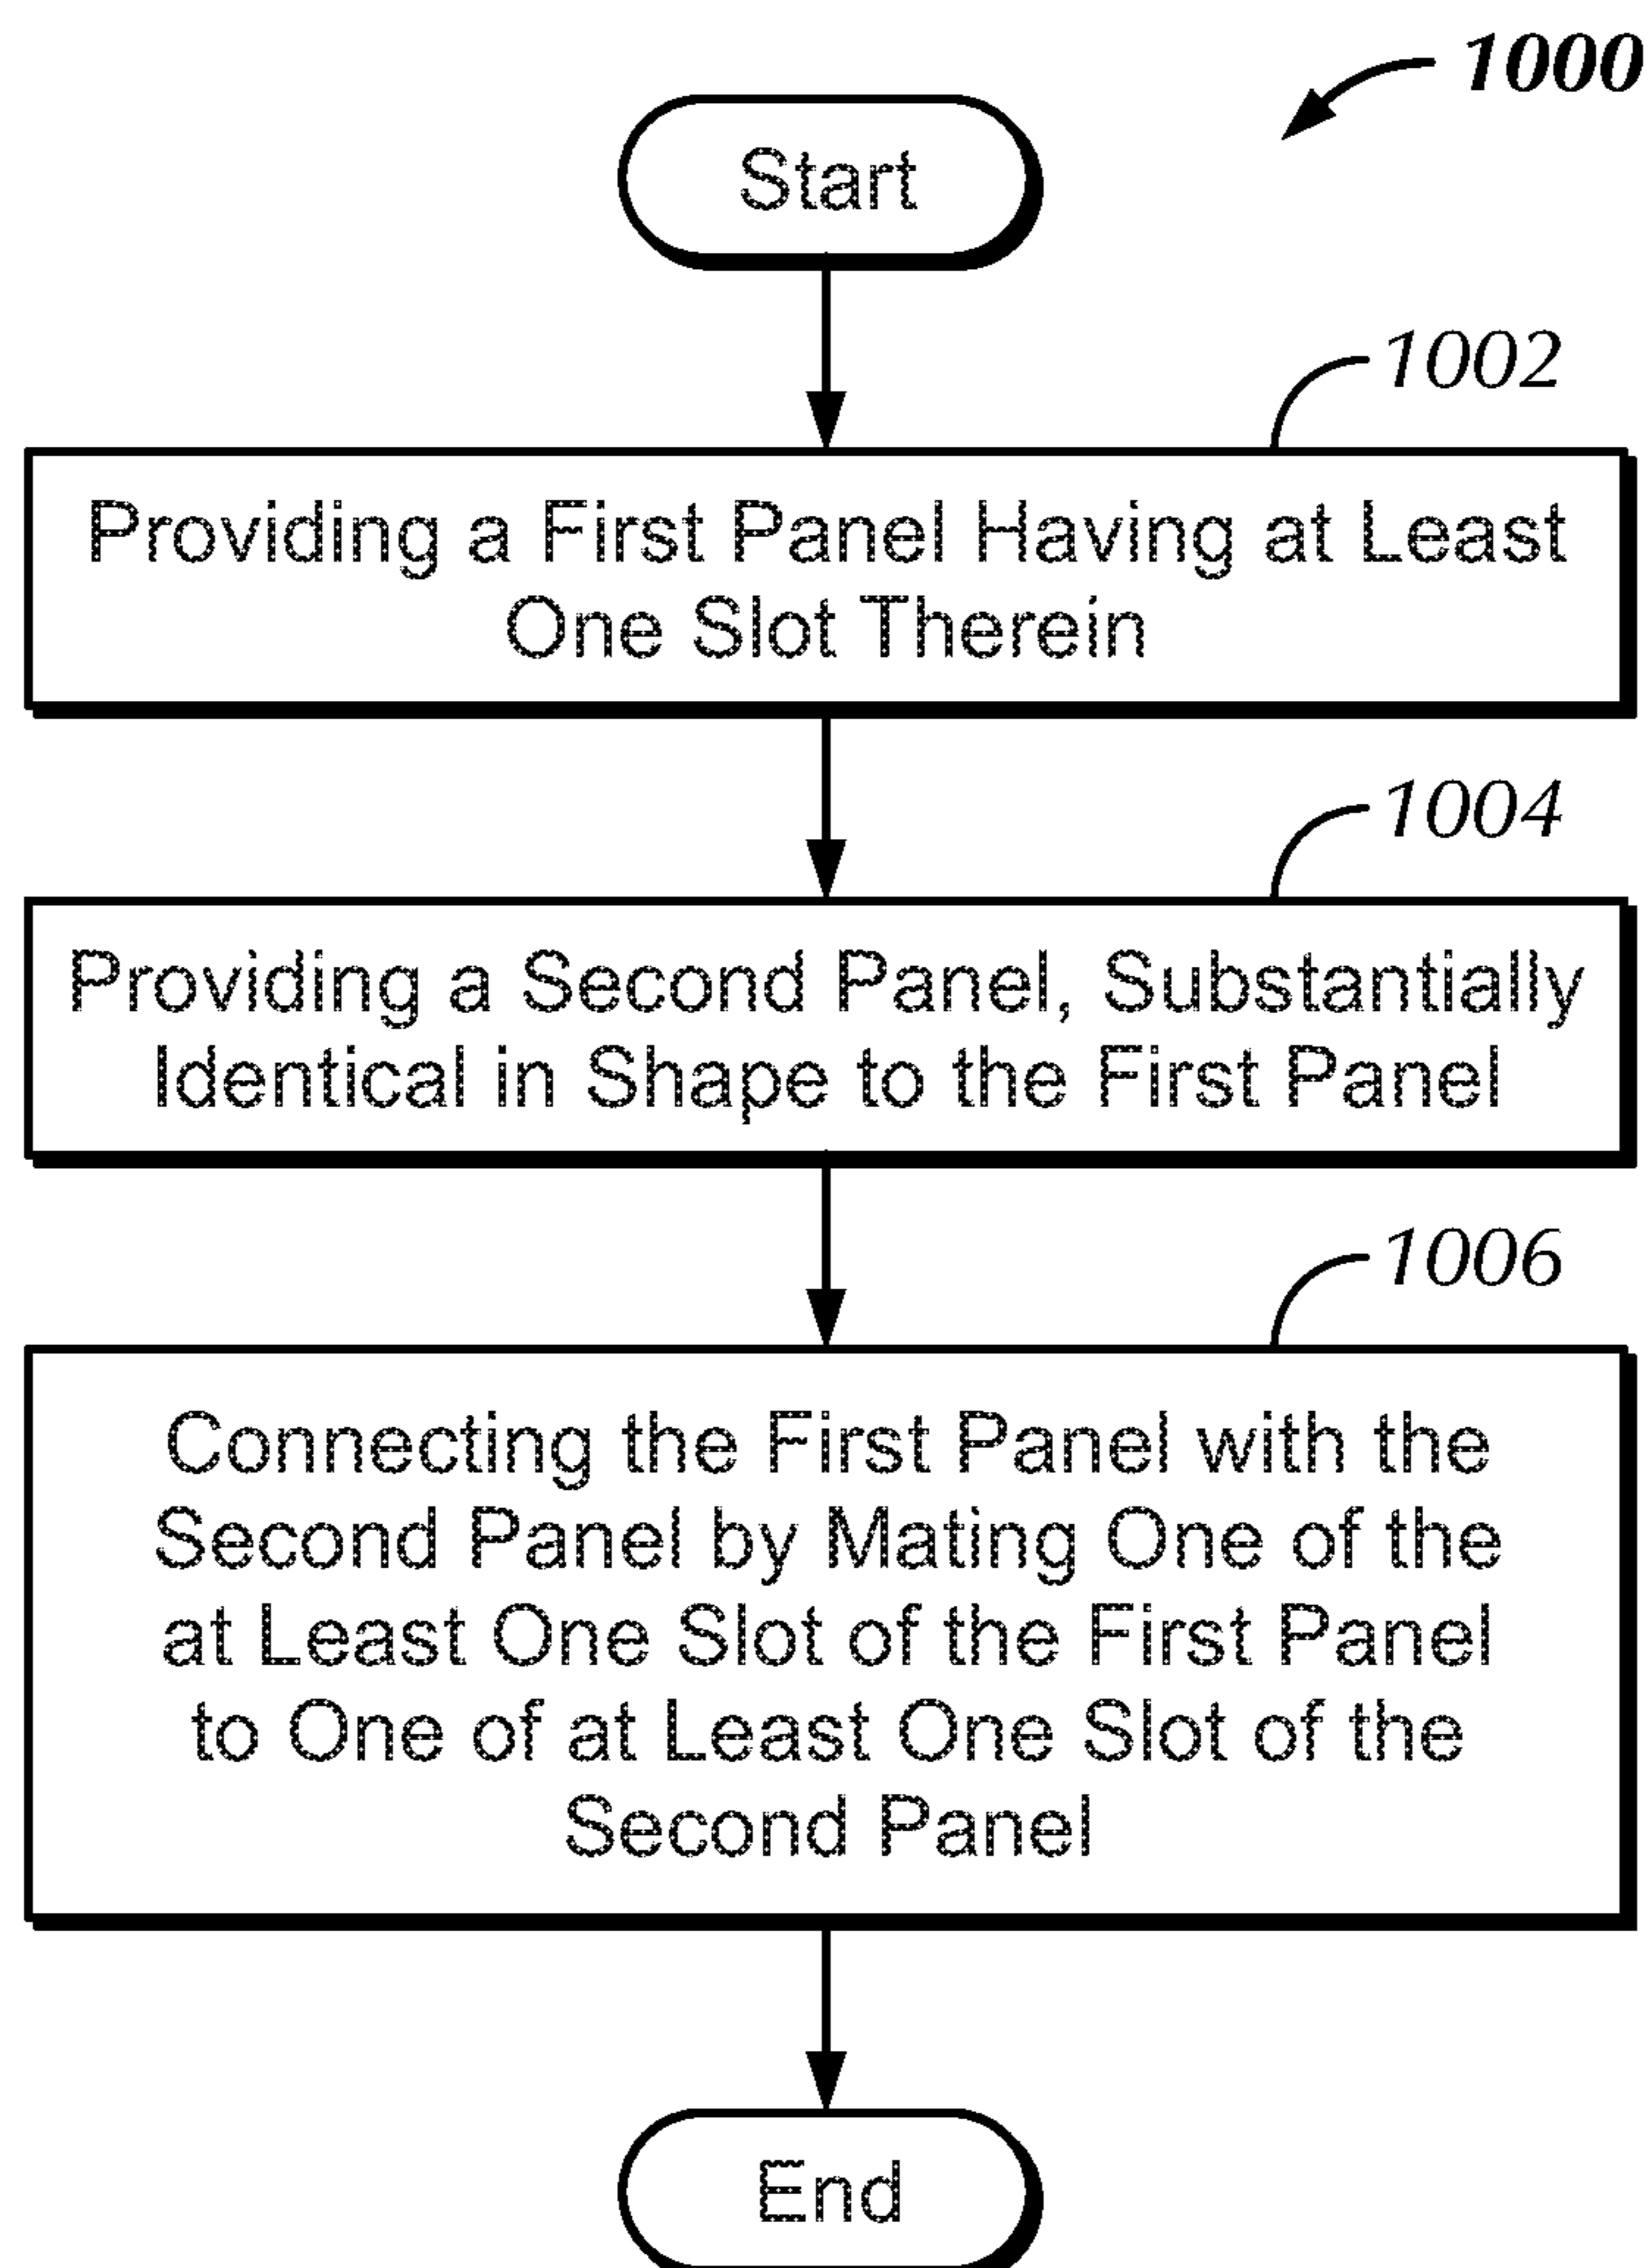 1000
Start
1002
Providing a First Panel Having at Least
One Slot Therein
1004
Providing a Second Panel, Substantially
Identical in Shape to the First Panel
1006
Connecting the First Panel with the
Second Panel by Mating One of the
at Least One Slot of the First Panel
to One of at Least One Slot of the
Second Panel
End